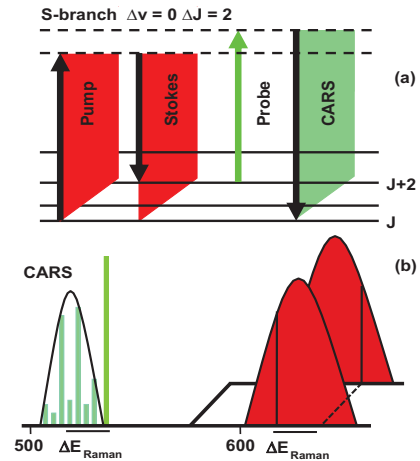 S-branch Δv = 0 ΔJ = 2
(a)
Pump
Stokes
Probe
CARS
J+2
J
(b)
CARS
500
ΔE Raman
600
ΔE Raman